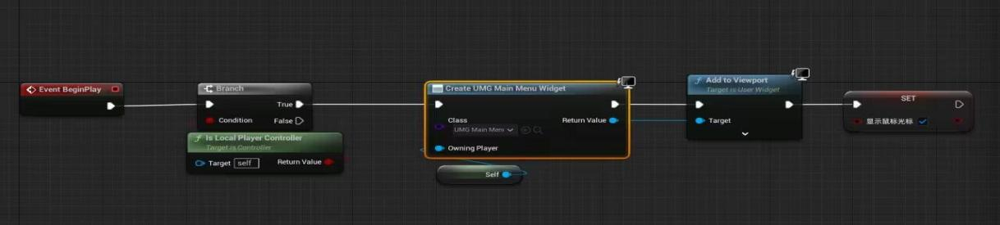 Event BeginPlay
Branch
True
Condition
False
Is Local Player Controller
Target is Controller
Target
self
Return Value
Create UMG Main Menu Widget
Class
UMG Main Menu
Return Value
Owning Player
Self
Add to Viewport
Target is User Widget
Target
SET
显示鼠标光标